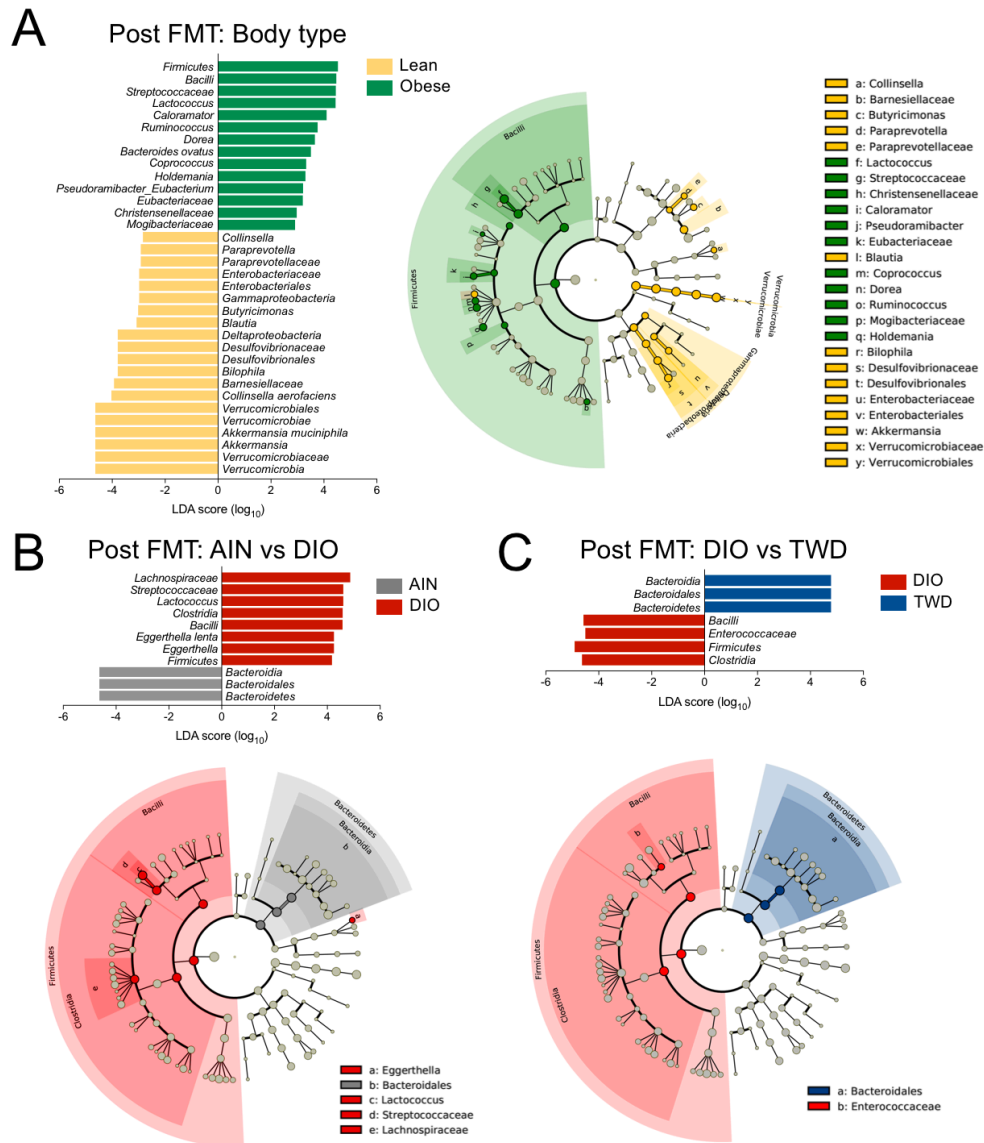 A
Post FMT: Body type
Lean
Obese
Firmicutes
Bacilli
Streptococcaceae
Lactococcus
Caloramator
Ruminococcus
Dorea
Bacteroides ovatus
Coprococcus
Holdemania
Pseudoramibacter_Eubacterium
Eubacteriaceae
Christensenellaceae
Mogibacteriaceae
Collinsella
Paraprevotella
Paraprevotellaceae
Enterobacteriaceae
Enterobacteriales
Gammaproteobacteria
Butyricimonas
Blautia
Deltaproteobacteria
Desulfovibrionaceae
Desulfovibrionales
Bilophila
Barnesiellaceae
Collinsella aerofaciens
Verrucomicrobiales
Verrucomicrobiae
Akkermansia muciniphila
Akkermansia
Verrucomicrobiaceae
Verrucomicrobia
-6 -4 -2 0 2 4 6
LDA score (log10)
Bacilli
Firmicutes
Verrucomicrobia
Verrucomicrobiae
g
h
k
p
e
d
c
b
a
w x y
u
v
r
s
t
a: Collinsella
b: Barnesiellaceae
c: Butyricimonas
d: Paraprevotella
e: Paraprevotellaceae
f: Lactococcus
g: Streptococcaceae
h: Christensenellaceae
i: Caloramator
j: Pseudoramibacter
k: Eubacteriaceae
l: Blautia
m: Coprococcus
n: Dorea
o: Ruminococcus
p: Mogibacteriaceae
q: Holdemania
r: Bilophila
s: Desulfovibrionaceae
t: Desulfovibrionales
u: Enterobacteriaceae
v: Enterobacteriales
w: Akkermansia
x: Verrucomicrobiaceae
y: Verrucomicrobiales
B
Post FMT: AIN vs DIO
AIN
DIO
Lachnospiraceae
Streptococcaceae
Lactococcus
Clostridia
Bacilli
Eggerthella lenta
Eggerthella
Firmicutes
Bacteroidia
Bacteroidales
Bacteroidetes
-6 -4 -2 0 2 4 6
LDA score (log10)
Bacilli
Firmicutes
Clostridia
Bacteroidetes
Bacteroidia
b
d
c
e
a
a: Eggerthella
b: Bacteroidales
c: Lactococcus
d: Streptococcaceae
e: Lachnospiraceae
C
Post FMT: DIO vs TWD
DIO
TWD
Bacteroidia
Bacteroidales
Bacteroidetes
Bacilli
Enterococcaceae
Firmicutes
Clostridia
-6 -4 -2 0 2 4 6
LDA score (log10)
Bacilli
Firmicutes
Clostridia
Bacteroidetes
Bacteroidia
a
b
a: Bacteroidales
b: Enterococcaceae